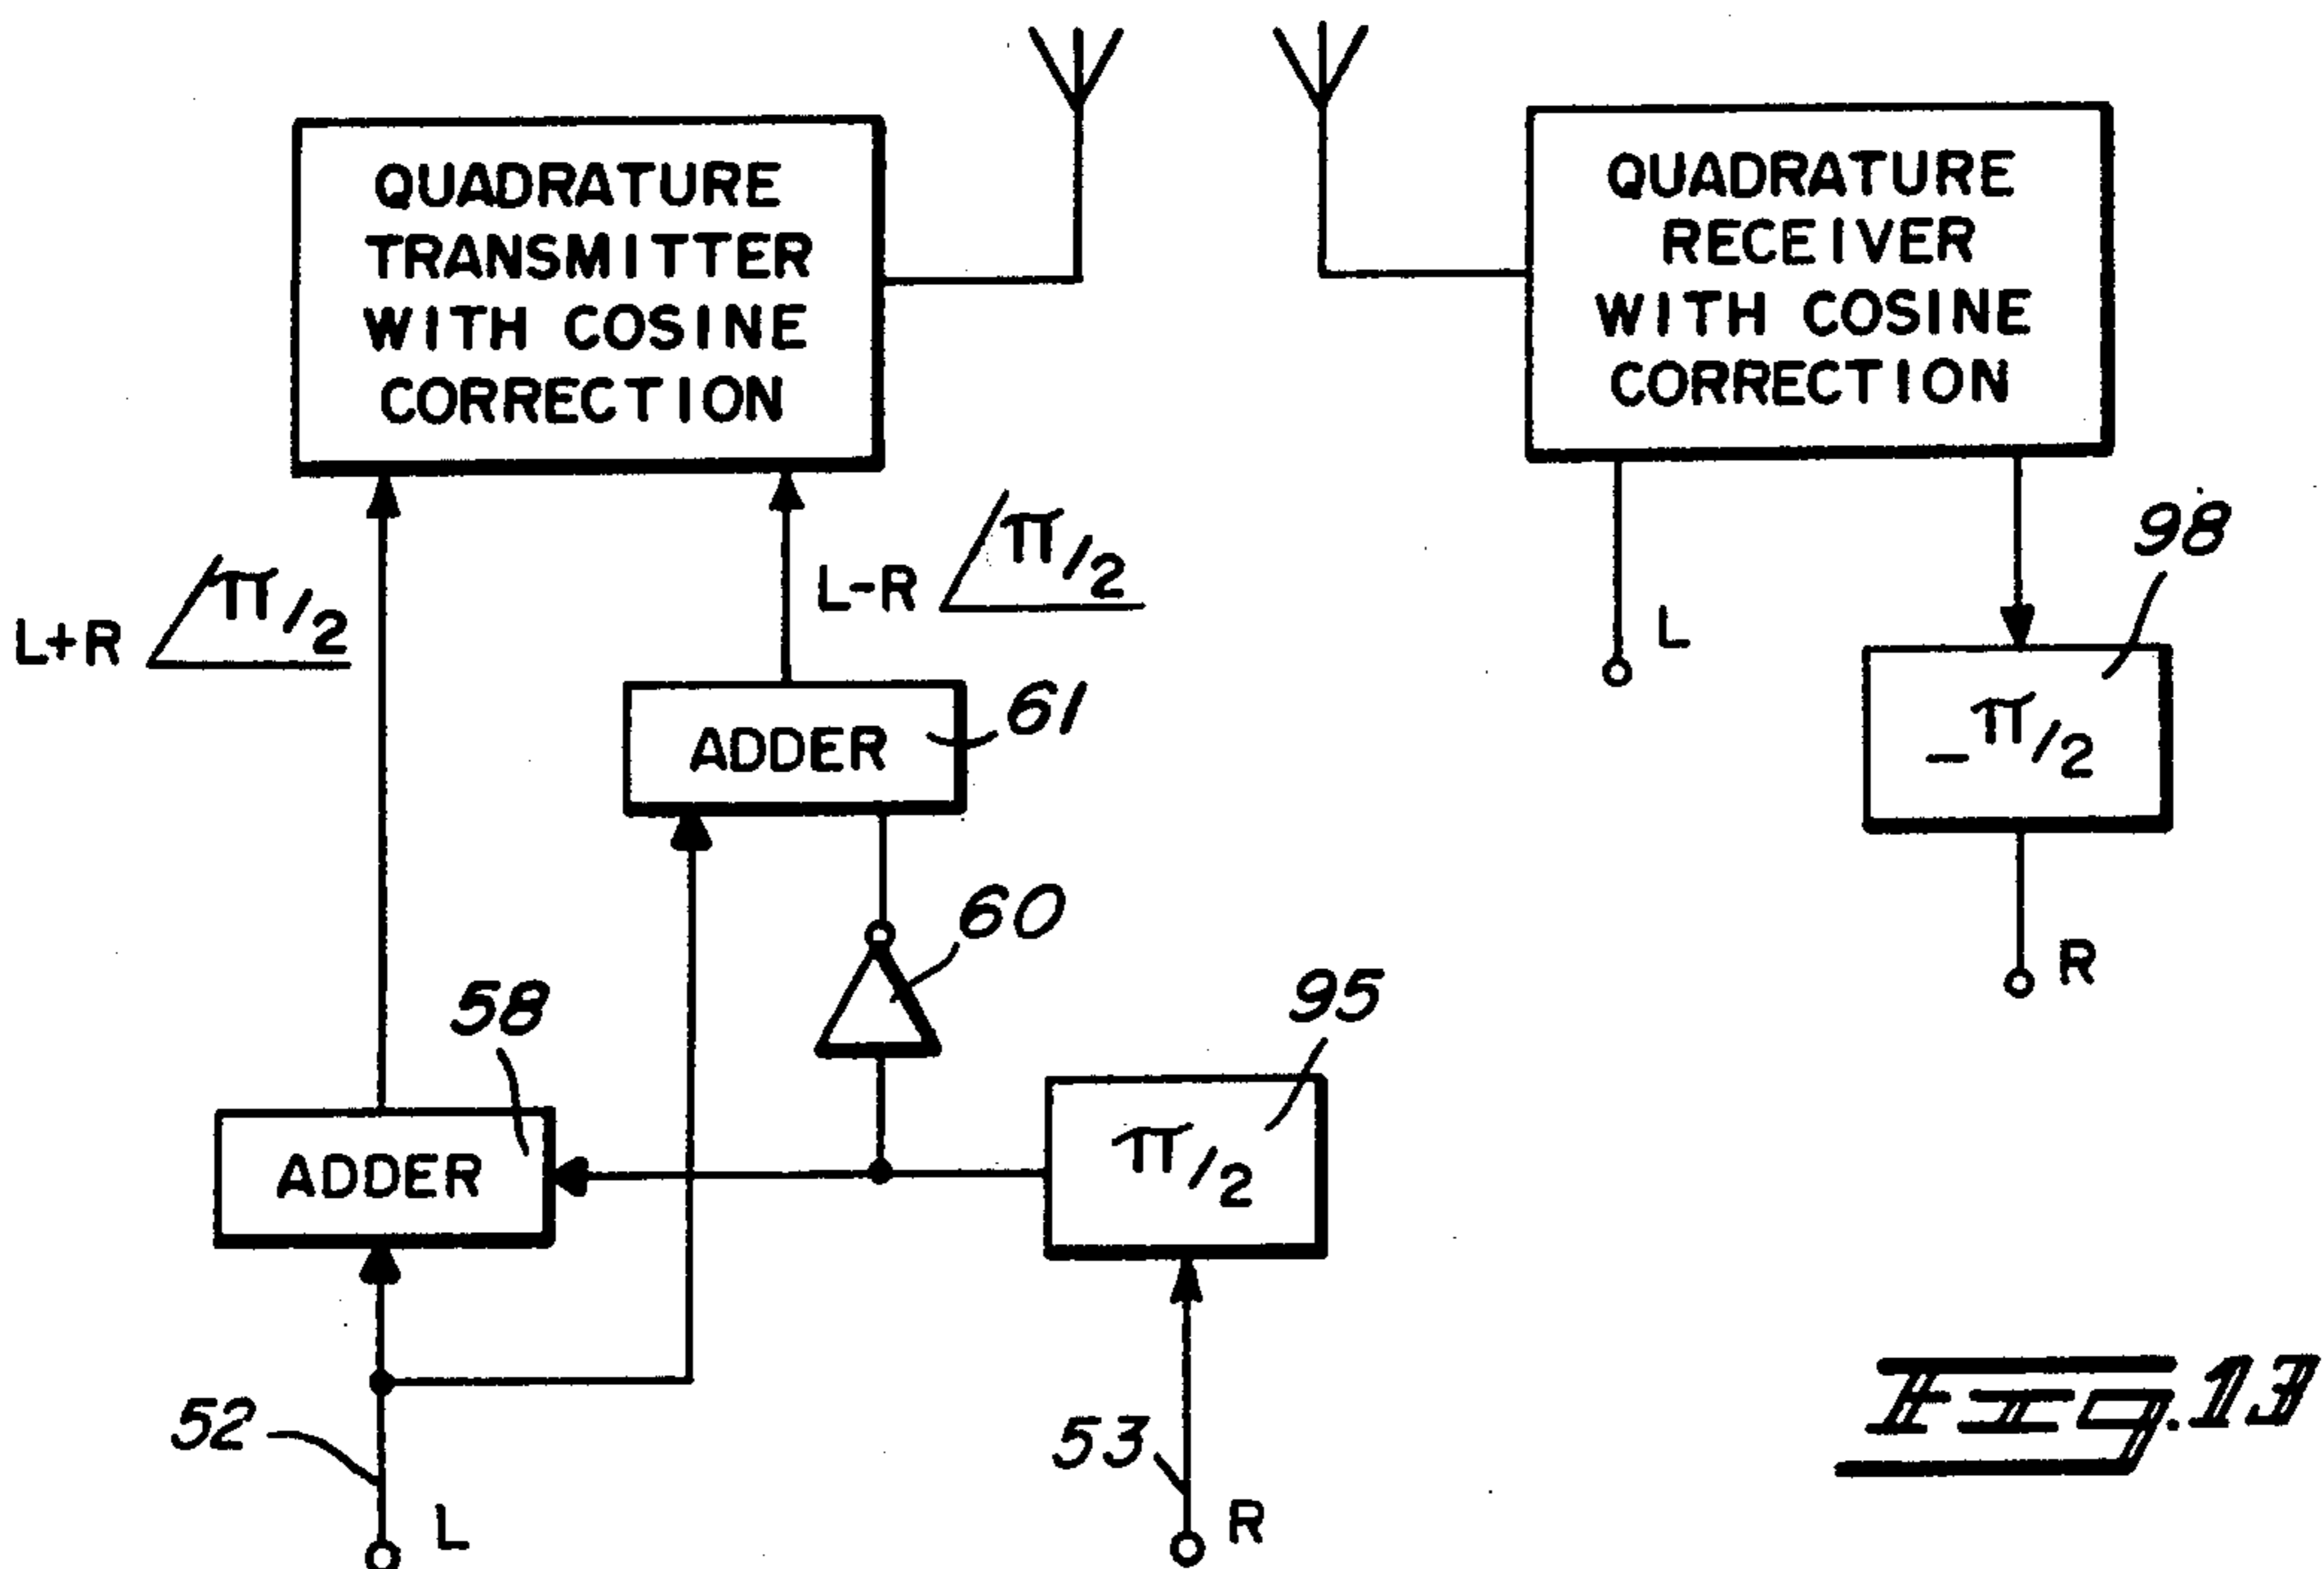 QUADRATURE
TRANSMITTER
WITH COSINE
CORRECTION
QUADRATURE
RECEIVER
WITH COSINE
CORRECTION
L+R π/2
L-R π/2
98
L
61
ADDER
-π/2
60
R
58
95
ADDER
π/2
52
L
53
R
Fig. 13